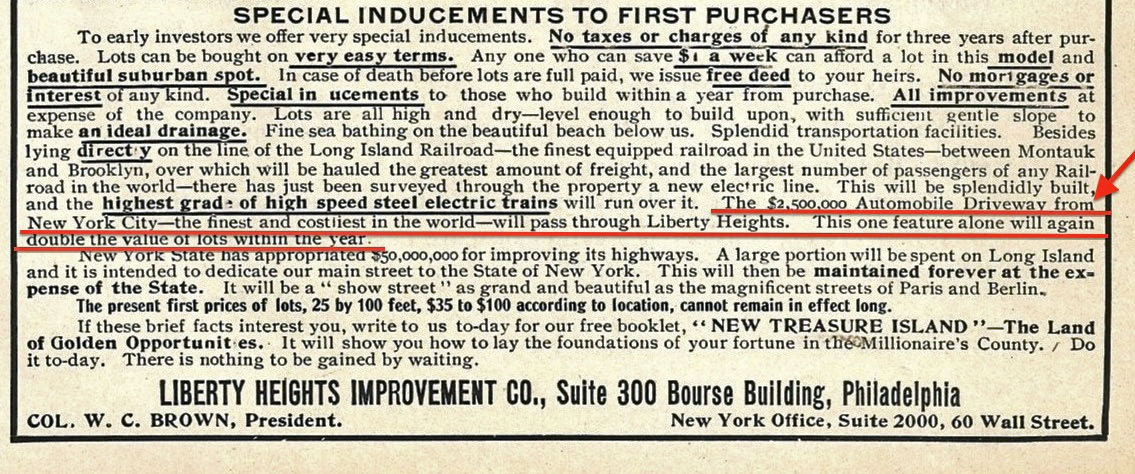 SPECIAL INDUCEMENTS TO FIRST PURCHASERS
To early investors we offer very special inducements. No taxes or charges of any kind for three years after pur-
chase. Lots can be bought on very easy terms. Any one who can save $1 a week can afford a lot in this model and
beautiful suburban spot. In case of death before lots are full paid, we issue free deed to your heirs. No mortgages or
interest of any kind. Special in ucements to those who build within a year from purchase. All improvements at
expense of the company. Lots are all high and dry—level enough to build upon, with sufficient gentle slope to
make an ideal drainage. Fine sea bathing on the beautiful beach below us. Splendid transportation facilities. Besides
lying direct y on the line of the Long Island Railroad—the finest equipped railroad in the United States—between Montauk
and Brooklyn, over which will be hauled the greatest amount of freight, and the largest number of passengers of any Rail-
road in the world—there has just been surveyed through the property a new electric line. This will be splendidly built,
and the highest grade of high speed steel electric trains will run over it. The $2,500,000 Automobile Driveway from
New York City—the finest and costliest in the world—will pass through Liberty Heights. This one feature alone will again
double the value of lots within the year.
New York State has appropriated $50,000,000 for improving its highways. A large portion will be spent on Long Island
and it is intended to dedicate our main street to the State of New York. This will then be maintained forever at the ex-
pense of the State. It will be a "show street" as grand and beautiful as the magnificent streets of Paris and Berlin.
The present first prices of lots, 25 by 100 feet, $35 to $100 according to location, cannot remain in effect long.
If these brief facts interest you, write to us to-day for our free booklet, "NEW TREASURE ISLAND"—The Land
of Golden Opportunit es. It will show you how to lay the foundations of your fortune in the Millionaire's County. Do
it to-day. There is nothing to be gained by waiting.
LIBERTY HEIGHTS IMPROVEMENT CO., Suite 300 Bourse Building, Philadelphia
COL. W. C. BROWN, President. New York Office, Suite 2000, 60 Wall Street.